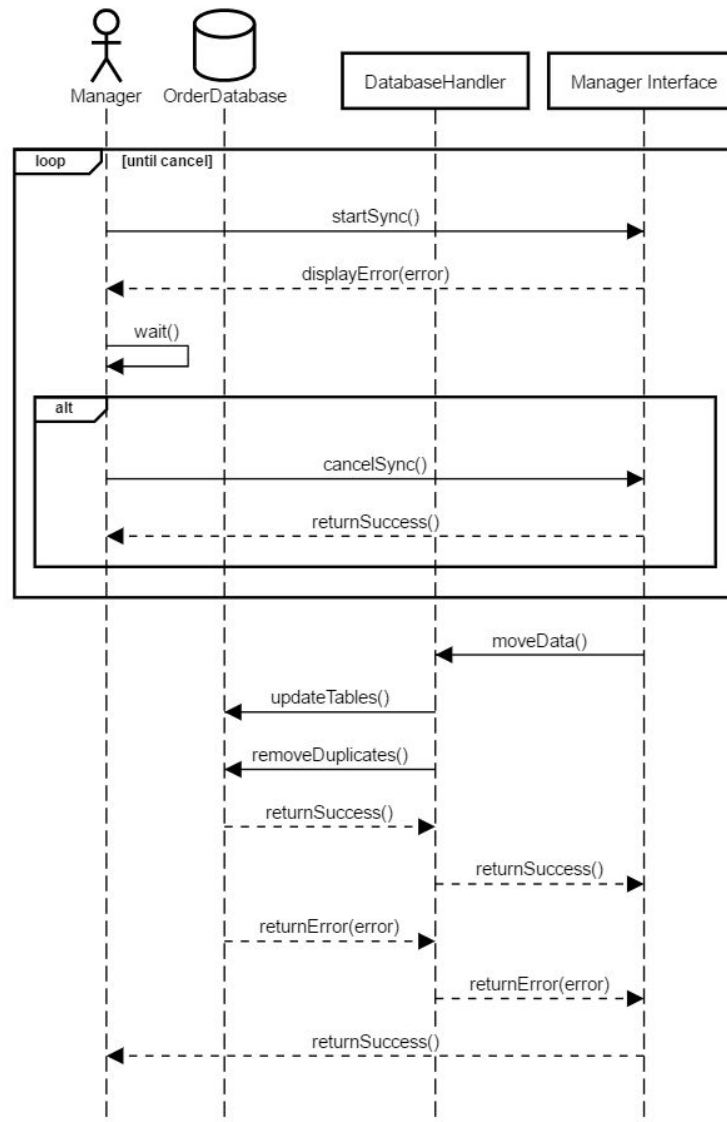 Manager
OrderDatabase
DatabaseHandler
Manager Interface
loop
[until cancel]
startSync()
displayError(error)
wait()
alt
cancelSync()
returnSuccess()
moveData()
updateTables()
removeDuplicates()
returnSuccess()
returnSuccess()
returnError(error)
returnError(error)
returnSuccess()